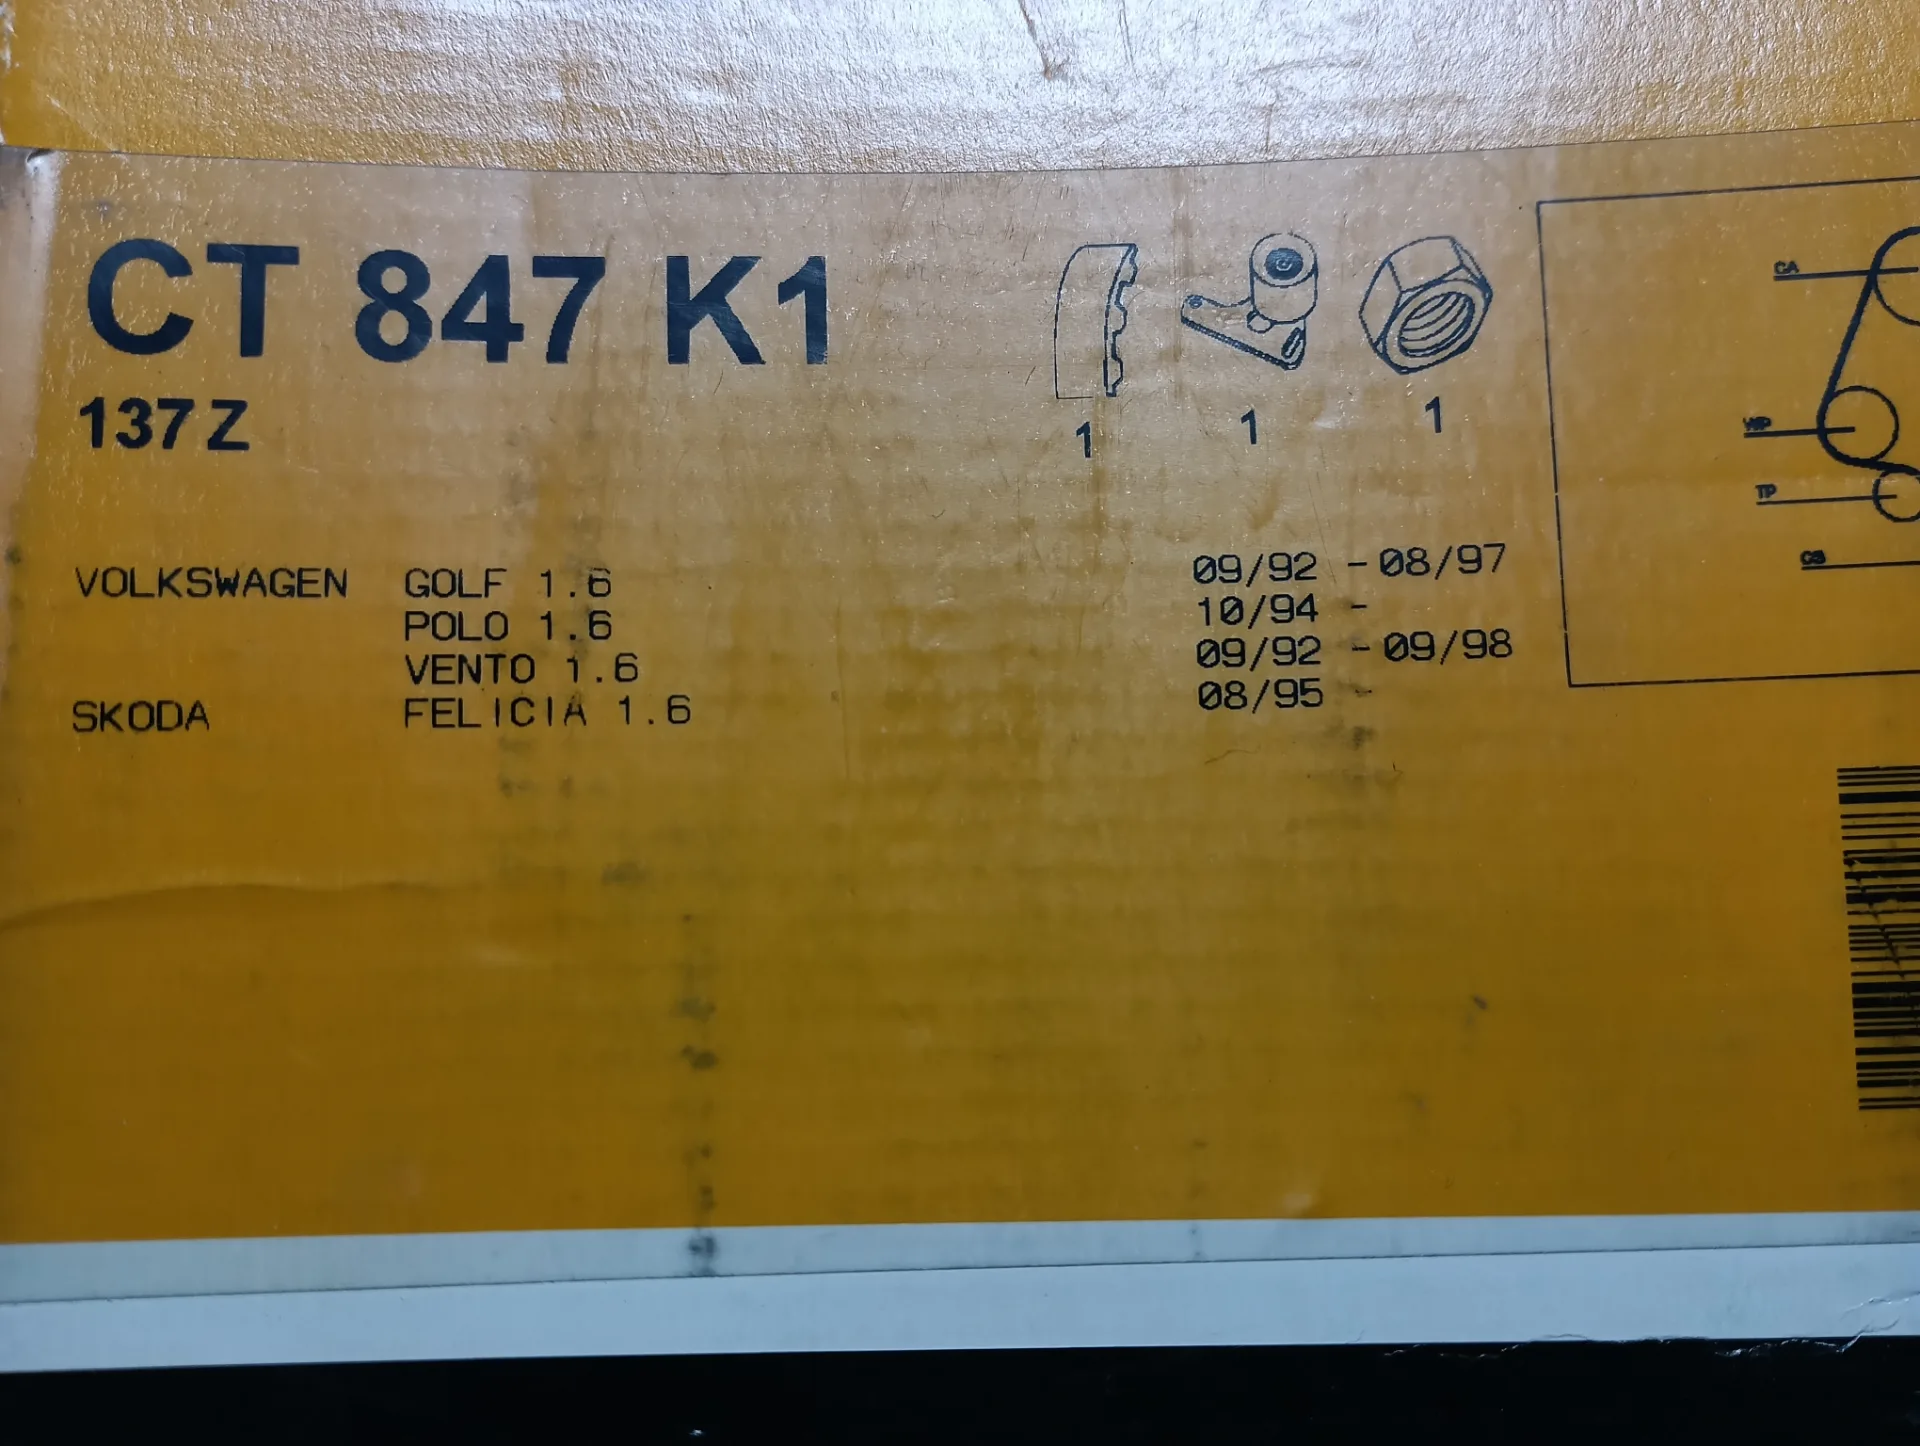 CT 847 K1
137 Z
1 1 1
VOLKSWAGEN GOLF 1.6 09/92 - 08/97
POLO 1.6 10/94 -
VENTO 1.6 09/92 - 09/98
SKODA FELICIA 1.6 08/95 -
CA
WP
TP
CS